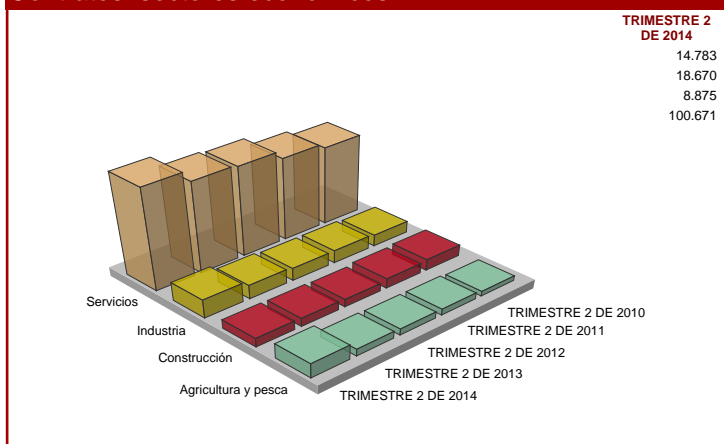 TRIMESTRE 2
DE 2014
14.783
18.670
8.875
100.671
Servicios
Industria
Construcción
Agricultura y pesca
TRIMESTRE 2 DE 2010
TRIMESTRE 2 DE 2011
TRIMESTRE 2 DE 2012
TRIMESTRE 2 DE 2013
TRIMESTRE 2 DE 2014